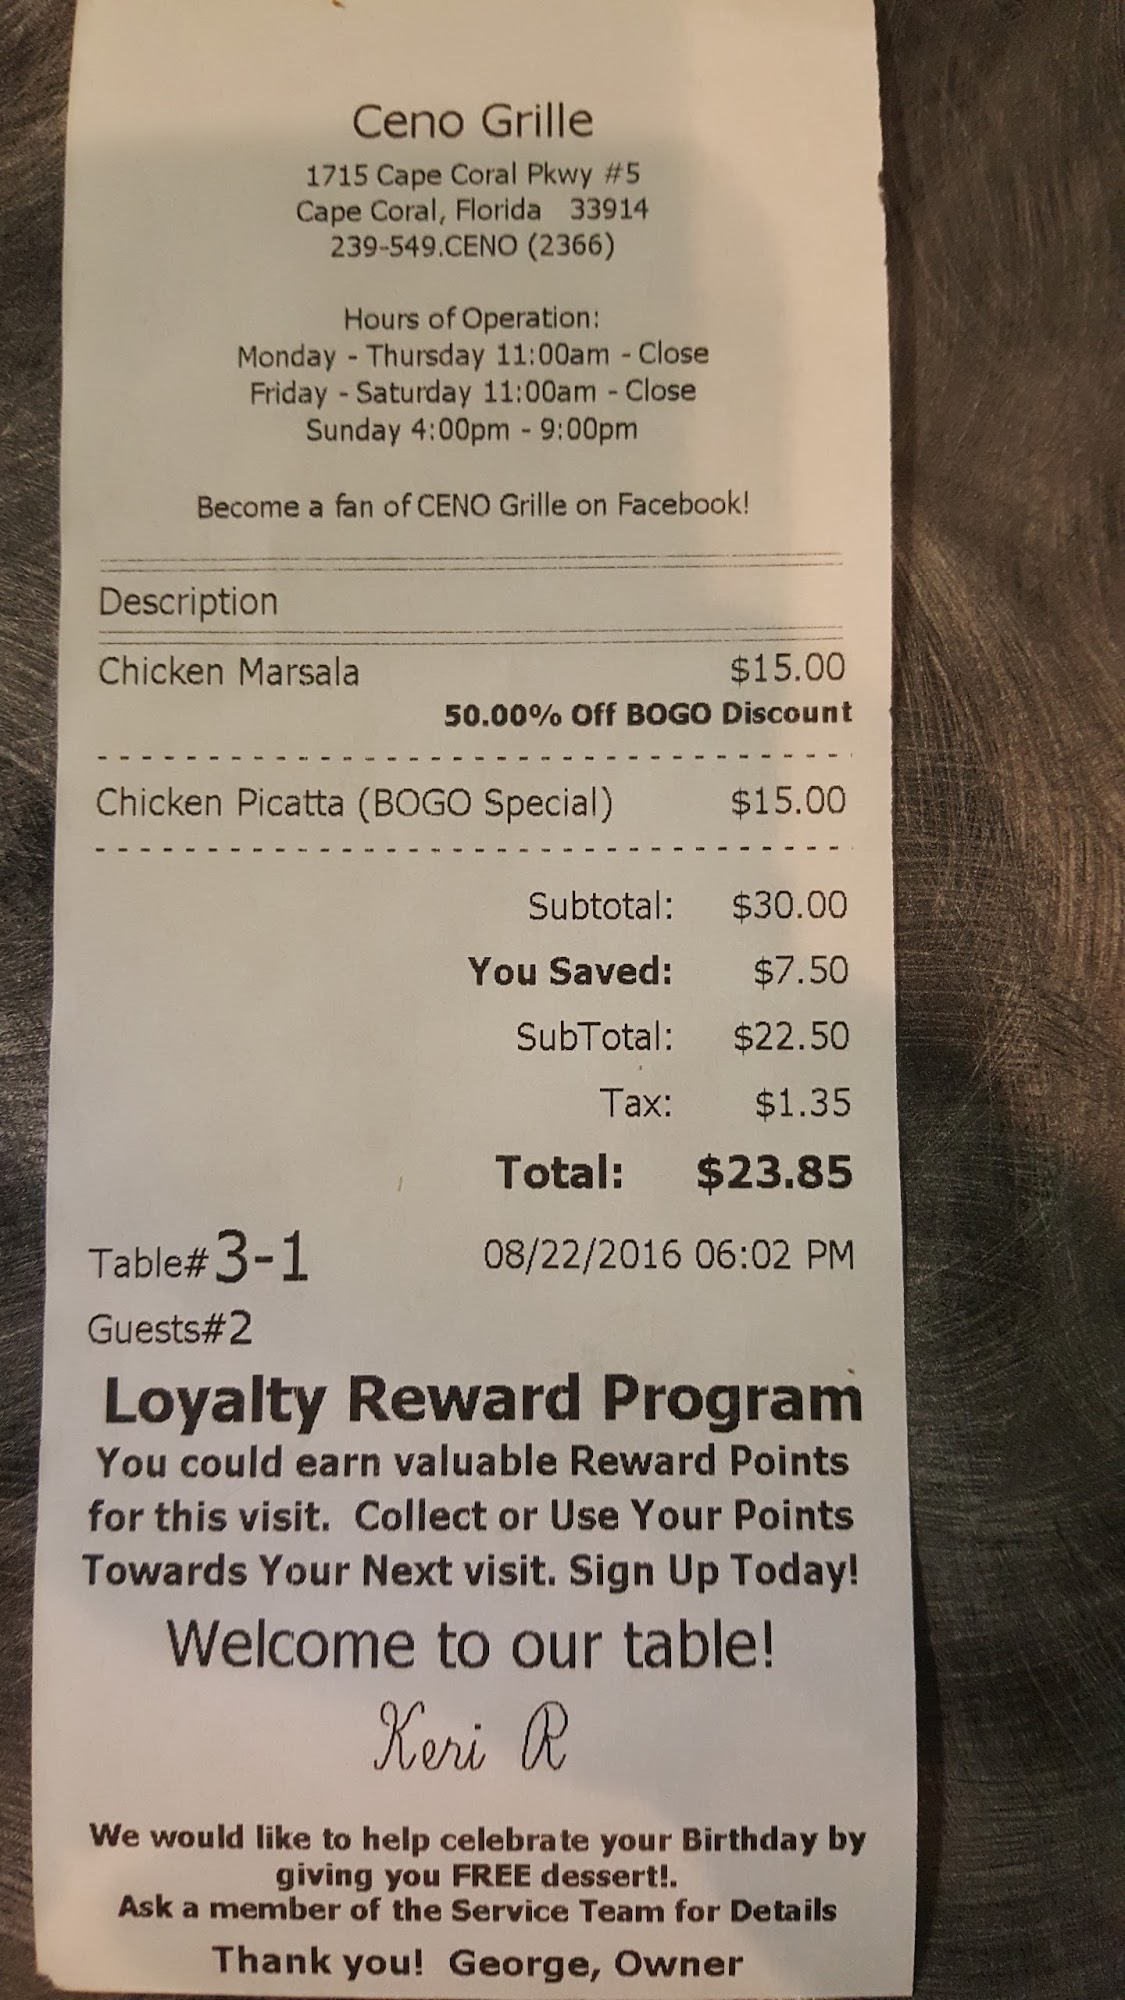 Ceno Grille
1715 Cape Coral Pkwy #5
Cape Coral, Florida 33914
239-549.CENO (2366)
Hours of Operation:
Monday - Thursday 11:00am - Close
Friday - Saturday 11:00am - Close
Sunday 4:00pm - 9:00pm
Become a fan of CENO Grille on Facebook!
Description
Chicken Marsala $15.00
50.00% Off BOGO Discount
Chicken Picatta (BOGO Special) $15.00
Subtotal: $30.00
You Saved: $7.50
SubTotal: $22.50
Tax: $1.35
Total: $23.85
Table# 3-1 08/22/2016 06:02 PM
Guests#2
Loyalty Reward Program
You could earn valuable Reward Points
for this visit. Collect or Use Your Points
Towards Your Next visit. Sign Up Today!
Welcome to our table!
Keri R
We would like to help celebrate your Birthday by
giving you FREE dessert!.
Ask a member of the Service Team for Details
Thank you! George, Owner